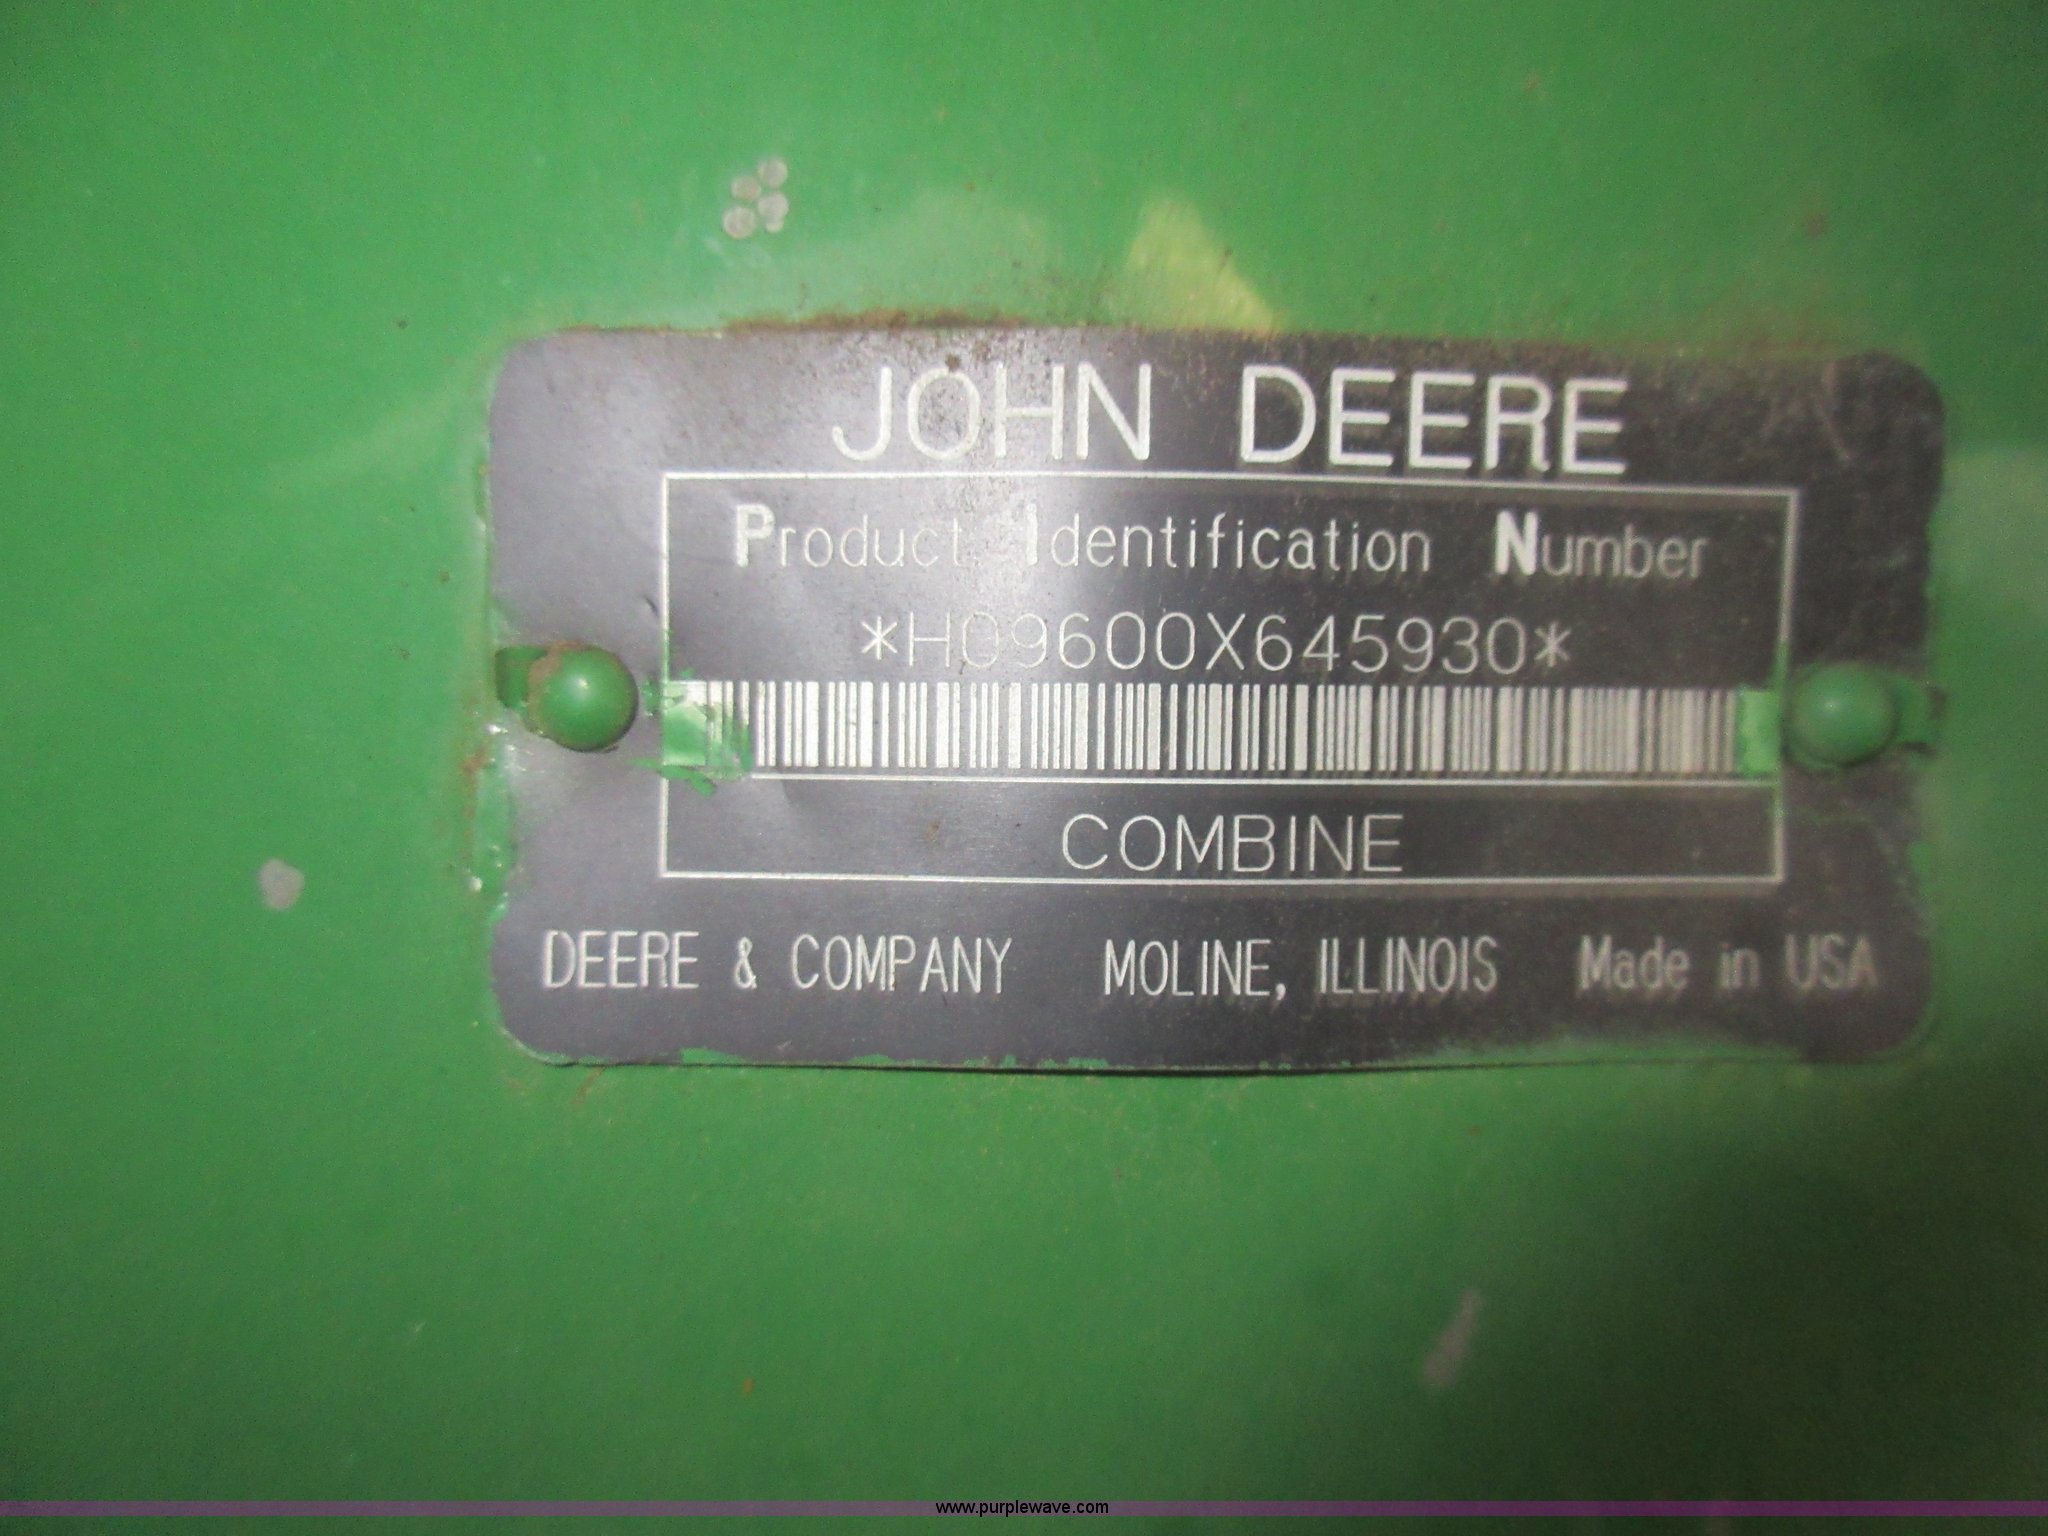 JOHN DEERE
Product Identification Number
*H09600X645930*
COMBINE
DEERE & COMPANY MOLINE, ILLINOIS Made in USA
www.purplewave.com